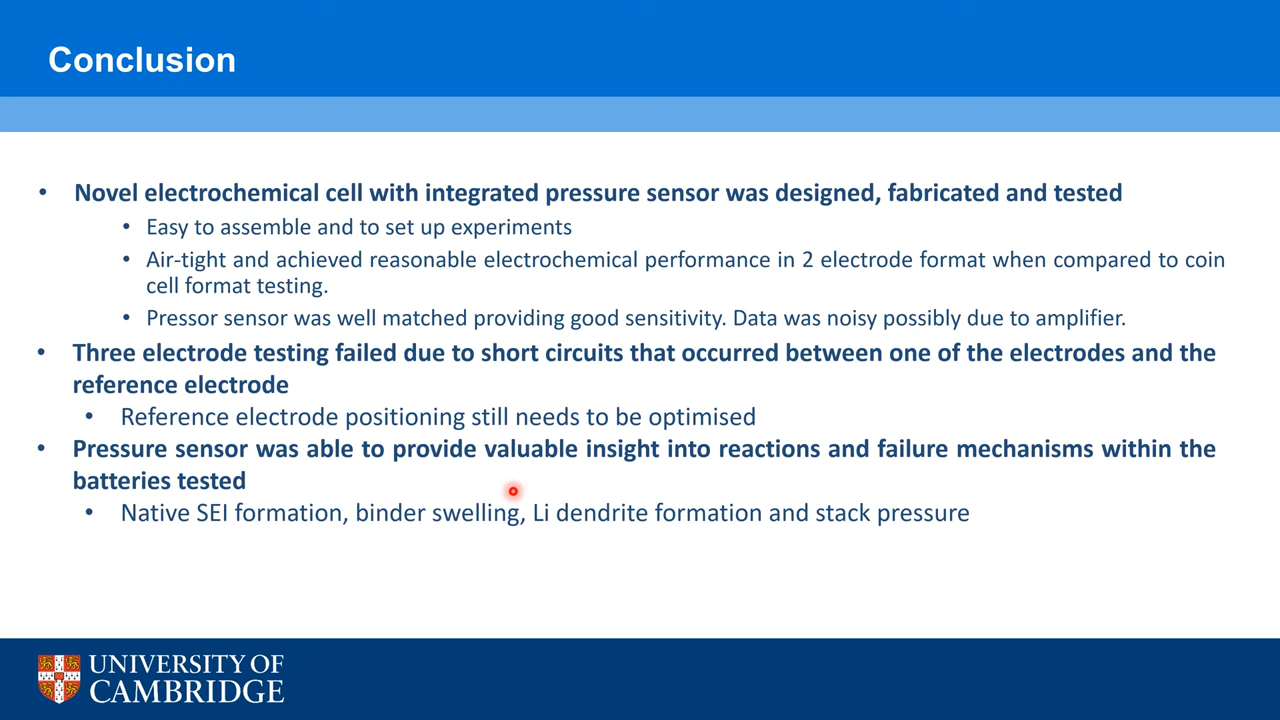 Conclusion
• Novel electrochemical cell with integrated pressure sensor was designed, fabricated and tested
• Easy to assemble and to set up experiments
• Air-tight and achieved reasonable electrochemical performance in 2 electrode format when compared to coin
cell format testing.
• Pressor sensor was well matched providing good sensitivity. Data was noisy possibly due to amplifier.
• Three electrode testing failed due to short circuits that occurred between one of the electrodes and the
reference electrode
• Reference electrode positioning still needs to be optimised
• Pressure sensor was able to provide valuable insight into reactions and failure mechanisms within the
batteries tested
• Native SEI formation, binder swelling, Li dendrite formation and stack pressure
UNIVERSITY OF
CAMBRIDGE